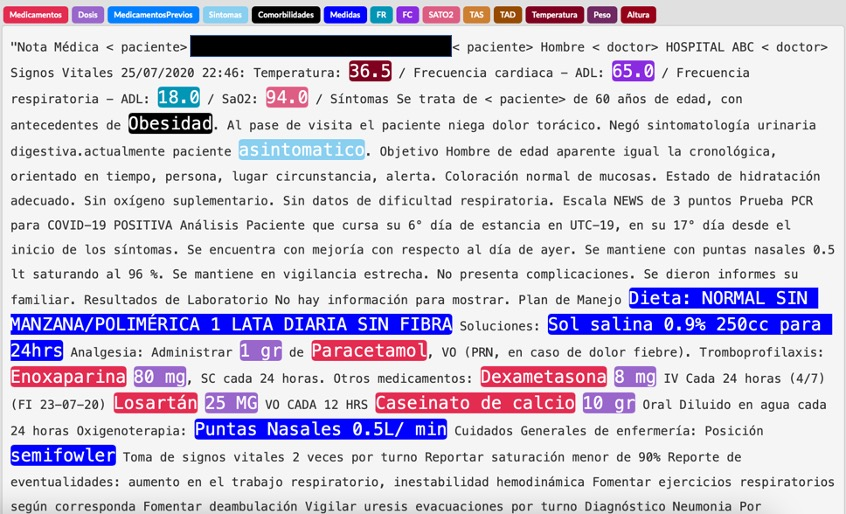 Medicamentos Dosis MedicamentosPrevios Síntomas Comorbilidades Medidas FR FC SATO2 TAS TAD Temperatura Peso Altura
"Nota Médica < paciente> < paciente> Hombre < doctor> HOSPITAL ABC < doctor>
Signos Vitales 25/07/2020 22:46: Temperatura: 36.5 / Frecuencia cardiaca – ADL: 65.0 / Frecuencia
respiratoria – ADL: 18.0 / SaO2: 94.0 / Síntomas Se trata de < paciente> de 60 años de edad, con
antecedentes de Obesidad. Al pase de visita el paciente niega dolor torácico. Negó sintomatología urinaria
digestiva.actualmente paciente asintomatico. Objetivo Hombre de edad aparente igual la cronológica,
orientado en tiempo, persona, lugar circunstancia, alerta. Coloración normal de mucosas. Estado de hidratación
adecuado. Sin oxígeno suplementario. Sin datos de dificultad respiratoria. Escala NEWS de 3 puntos Prueba PCR
para COVID-19 POSITIVA Análisis Paciente que cursa su 6° día de estancia en UTC-19, en su 17° día desde el
inicio de los síntomas. Se encuentra con mejoría con respecto al día de ayer. Se mantiene con puntas nasales 0.5
lt saturando al 96 %. Se mantiene en vigilancia estrecha. No presenta complicaciones. Se dieron informes su
familiar. Resultados de Laboratorio No hay información para mostrar. Plan de Manejo Dieta: NORMAL SIN
MANZANA/POLIMÉRICA 1 LATA DIARIA SIN FIBRA Soluciones: Sol salina 0.9% 250cc para
24hrs Analgesia: Administrar 1 gr de Paracetamol, VO (PRN, en caso de dolor fiebre). Tromboprofilaxis:
Enoxaparina 80 mg, SC cada 24 horas. Otros medicamentos: Dexametasona 8 mg IV Cada 24 horas (4/7)
(FI 23-07-20) Losartán 25 MG VO CADA 12 HRS Caseinato de calcio 10 gr Oral Diluido en agua cada
24 horas Oxigenoterapia: Puntas Nasales 0.5L/ min Cuidados Generales de enfermería: Posición
semifowler Toma de signos vitales 2 veces por turno Reportar saturación menor de 90% Reporte de
eventualidades: aumento en el trabajo respiratorio, inestabilidad hemodinámica Fomentar ejercicios respiratorios
según corresponda Fomentar deambulación Vigilar uresis evacuaciones por turno Diagnóstico Neumonia Por